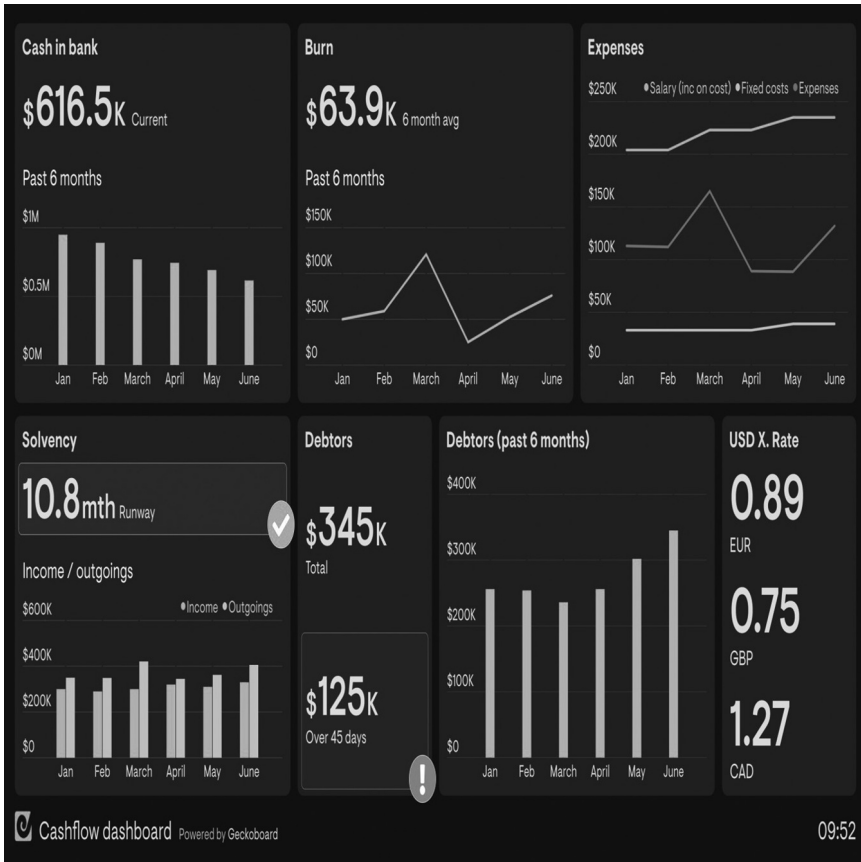 Cash in bank
$616.5K Current
Past 6 months
$1M
$0.5M
$0M
Jan Feb March April May June
Burn
$63.9K 6 month avg
Past 6 months
$150K
$100K
$50K
$0
Jan Feb March April May June
Expenses
$250K
Salary (inc on cost) Fixed costs Expenses
$200K
$150K
$100K
$50K
$0
Jan Feb March April May June
Solvency
10.8mth Runway
Income / outgoings
$600K
Income Outgoings
$400K
$200K
$0
Jan Feb March April May June
Debtors
$345K
Total
$125K
Over 45 days
!
Debtors (past 6 months)
$400K
$300K
$200K
$100K
$0
Jan Feb March April May June
USD X. Rate
0.89
EUR
0.75
GBP
1.27
CAD
Cashflow dashboard Powered by Geckoboard
09:52